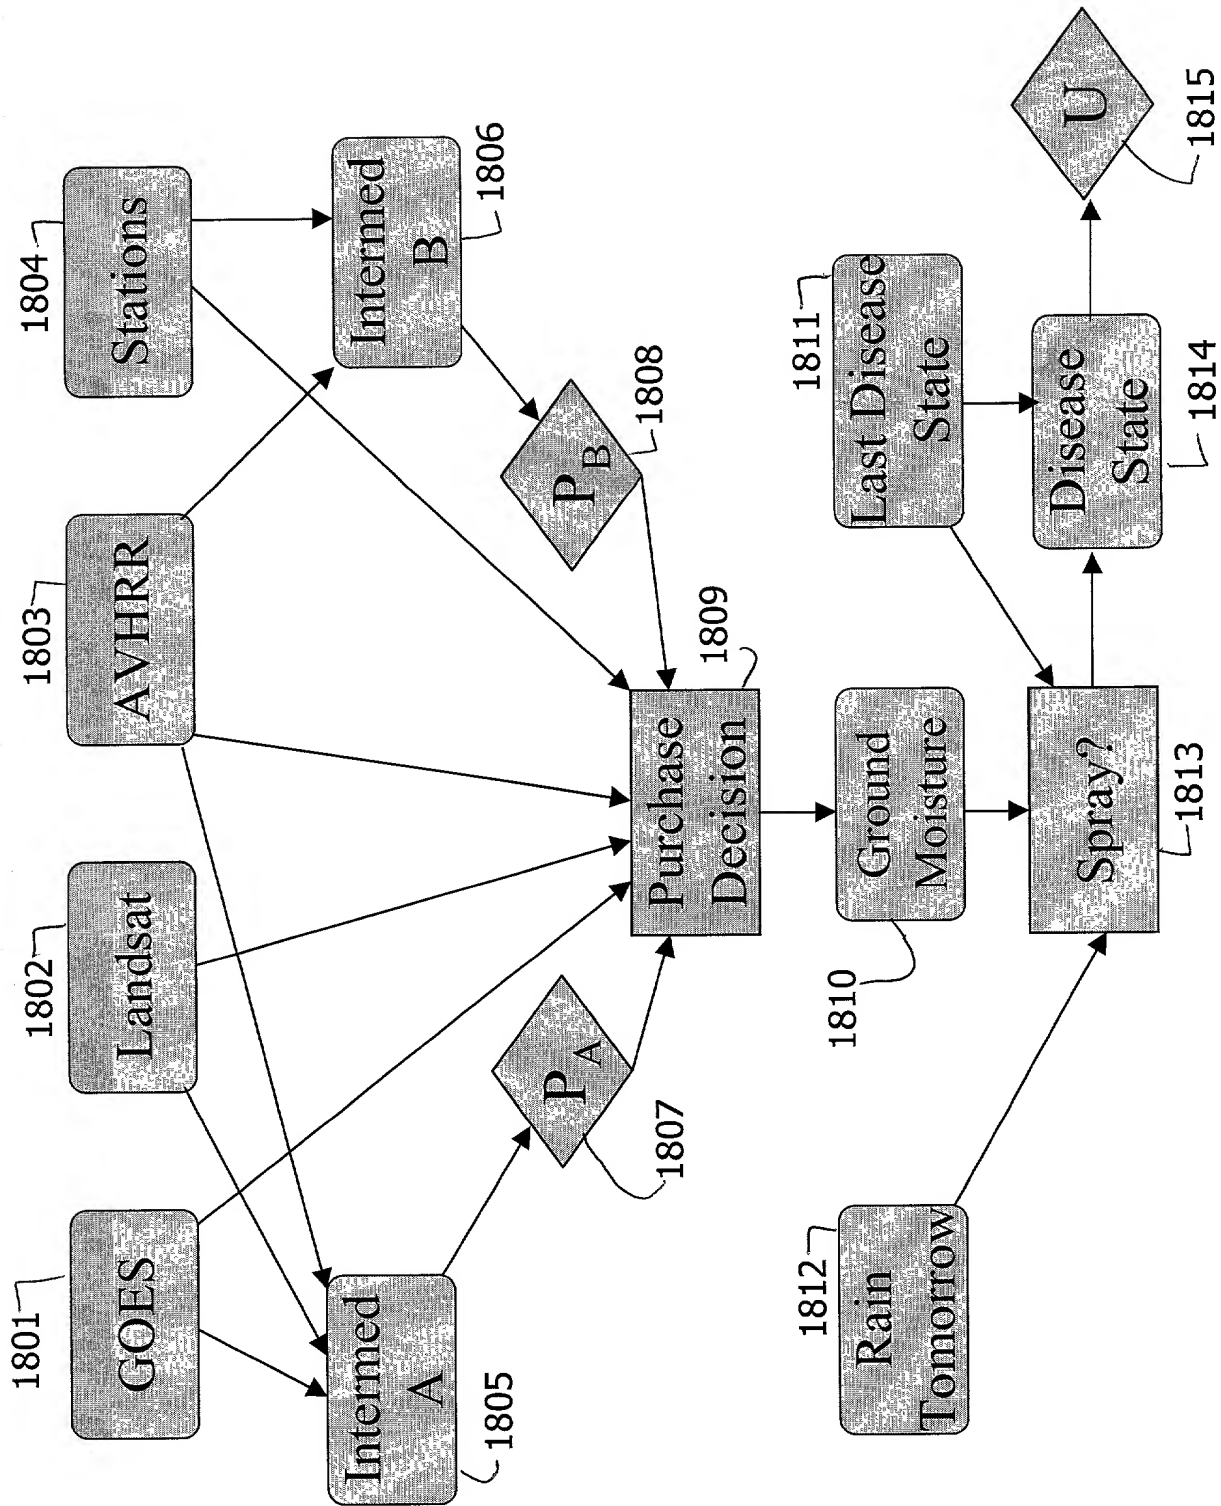 1801
GOES
1802
Landsat
1803
AVHRR
1804
Stations
Intermed
A
1805
Intermed
B
1806
P A
1807
P B
1808
Purchase
Decision
1809
Rain
Tomorrow
1812
Ground
Moisture
1810
Last Disease
State
1811
Spray?
1813
Disease
State
1814
U
1815